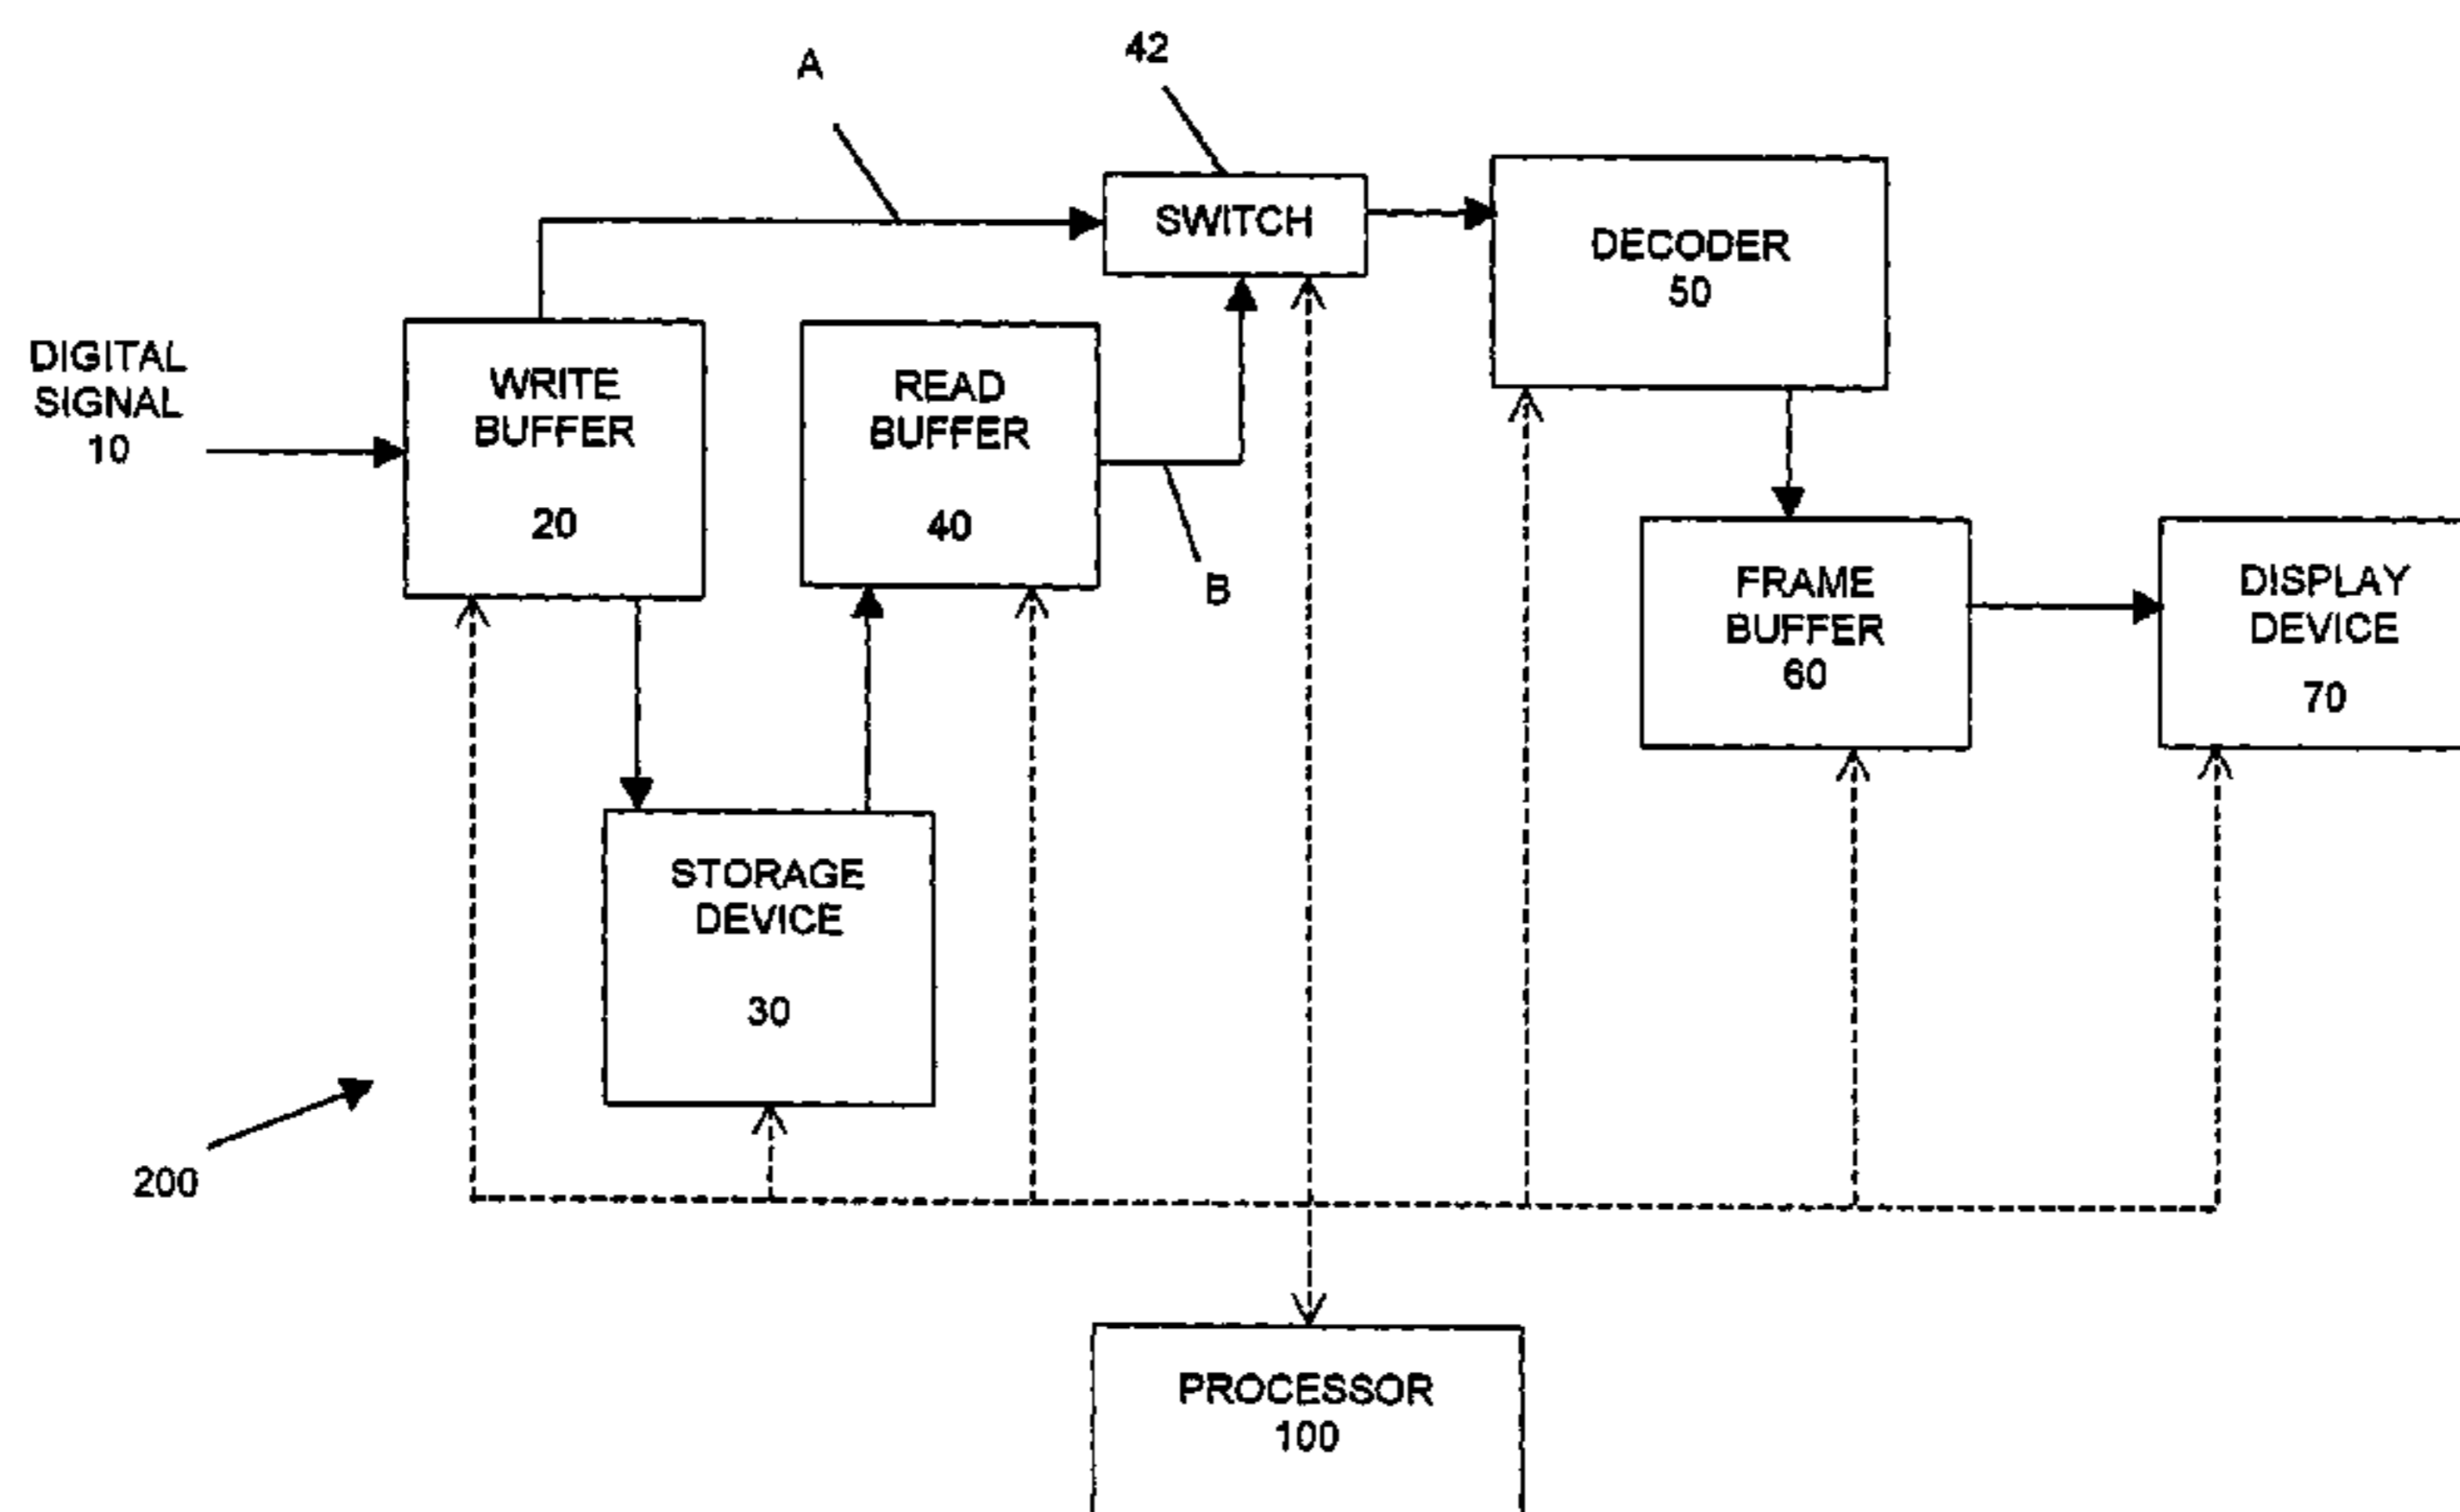 A
42
SWITCH
DECODER
50
DIGITAL
SIGNAL
10
WRITE
BUFFER
20
READ
BUFFER
40
B
FRAME
BUFFER
60
DISPLAY
DEVICE
70
STORAGE
DEVICE
30
200
PROCESSOR
100